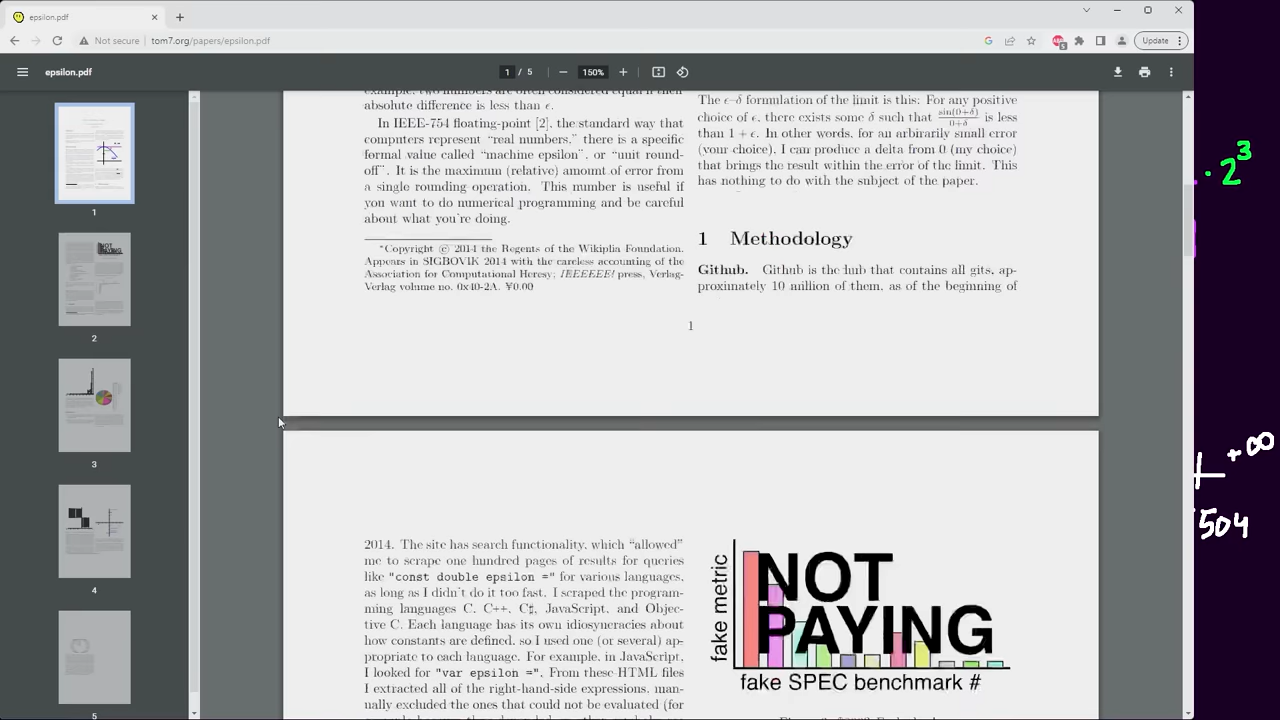 epsilon.pdf
Not secure
tom7.org/papers/epsilon.pdf
Update
epsilon.pdf
1 / 5
150%
1
2
3
4
5
example, two numbers are often considered equal if their
absolute difference is less than ϵ.
In IEEE-754 floating-point [2], the standard way that
computers represent "real numbers," there is a specific
formal value called "machine epsilon", or "unit round-
off". It is the maximum (relative) amount of error from
a single rounding operation. This number is useful if
you want to do numerical programming and be careful
about what you're doing.
*Copyright © 2014 the Regents of the Wikiplia Foundation.
Appears in SIGBOVIK 2014 with the careless accounting of the
Association for Computational Heresy; IEEEEEE! press, Verlag-
Verlag volume no. 0x40-2A. ¥0.00
The ϵ–δ formulation of the limit is this: For any positive
choice of ϵ, there exists some δ such that sin(0+δ)/0+δ is less
than 1 + ϵ. In other words, for an arbirarily small error
(your choice), I can produce a delta from 0 (my choice)
that brings the result within the error of the limit. This
has nothing to do with the subject of the paper.
1 Methodology
Github. Github is the hub that contains all gits, ap-
proximately 10 million of them, as of the beginning of
1
2014. The site has search functionality, which "allowed"
me to scrape one hundred pages of results for queries
like "const double epsilon =" for various languages,
as long as I didn't do it too fast. I scraped the program-
ming languages C, C++, C♯, JavaScript, and Objec-
tive C. Each language has its own idiosyneracies about
how constants are defined, so I used one (or several) ap-
propriate to each language. For example, in JavaScript,
I looked for "var epsilon =". From these HTML files
I extracted all of the right-hand-side expressions, man-
ually excluded the ones that could not be evaluated (for
fake metric
NOT
PAYING
fake SPEC benchmark #
· 2³
+∞
504